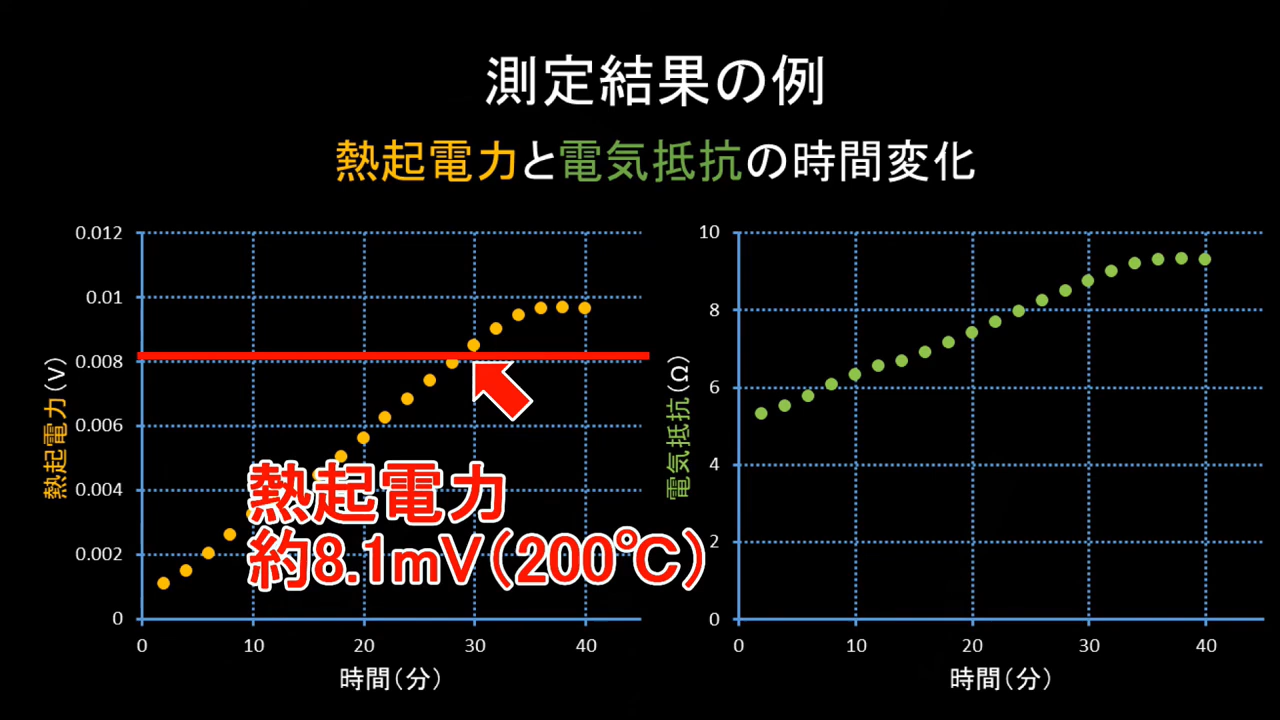 測定結果の例
熱起電力と電気抵抗の時間変化
0.012
0.01
0.008
0.006
0.004
0.002
0
0
10
20
30
40
熱起電力(V)
時間(分)
熱起電力
約8.1mV(200℃)
10
8
6
4
2
0
0
10
20
30
40
電気抵抗(Ω)
時間(分)